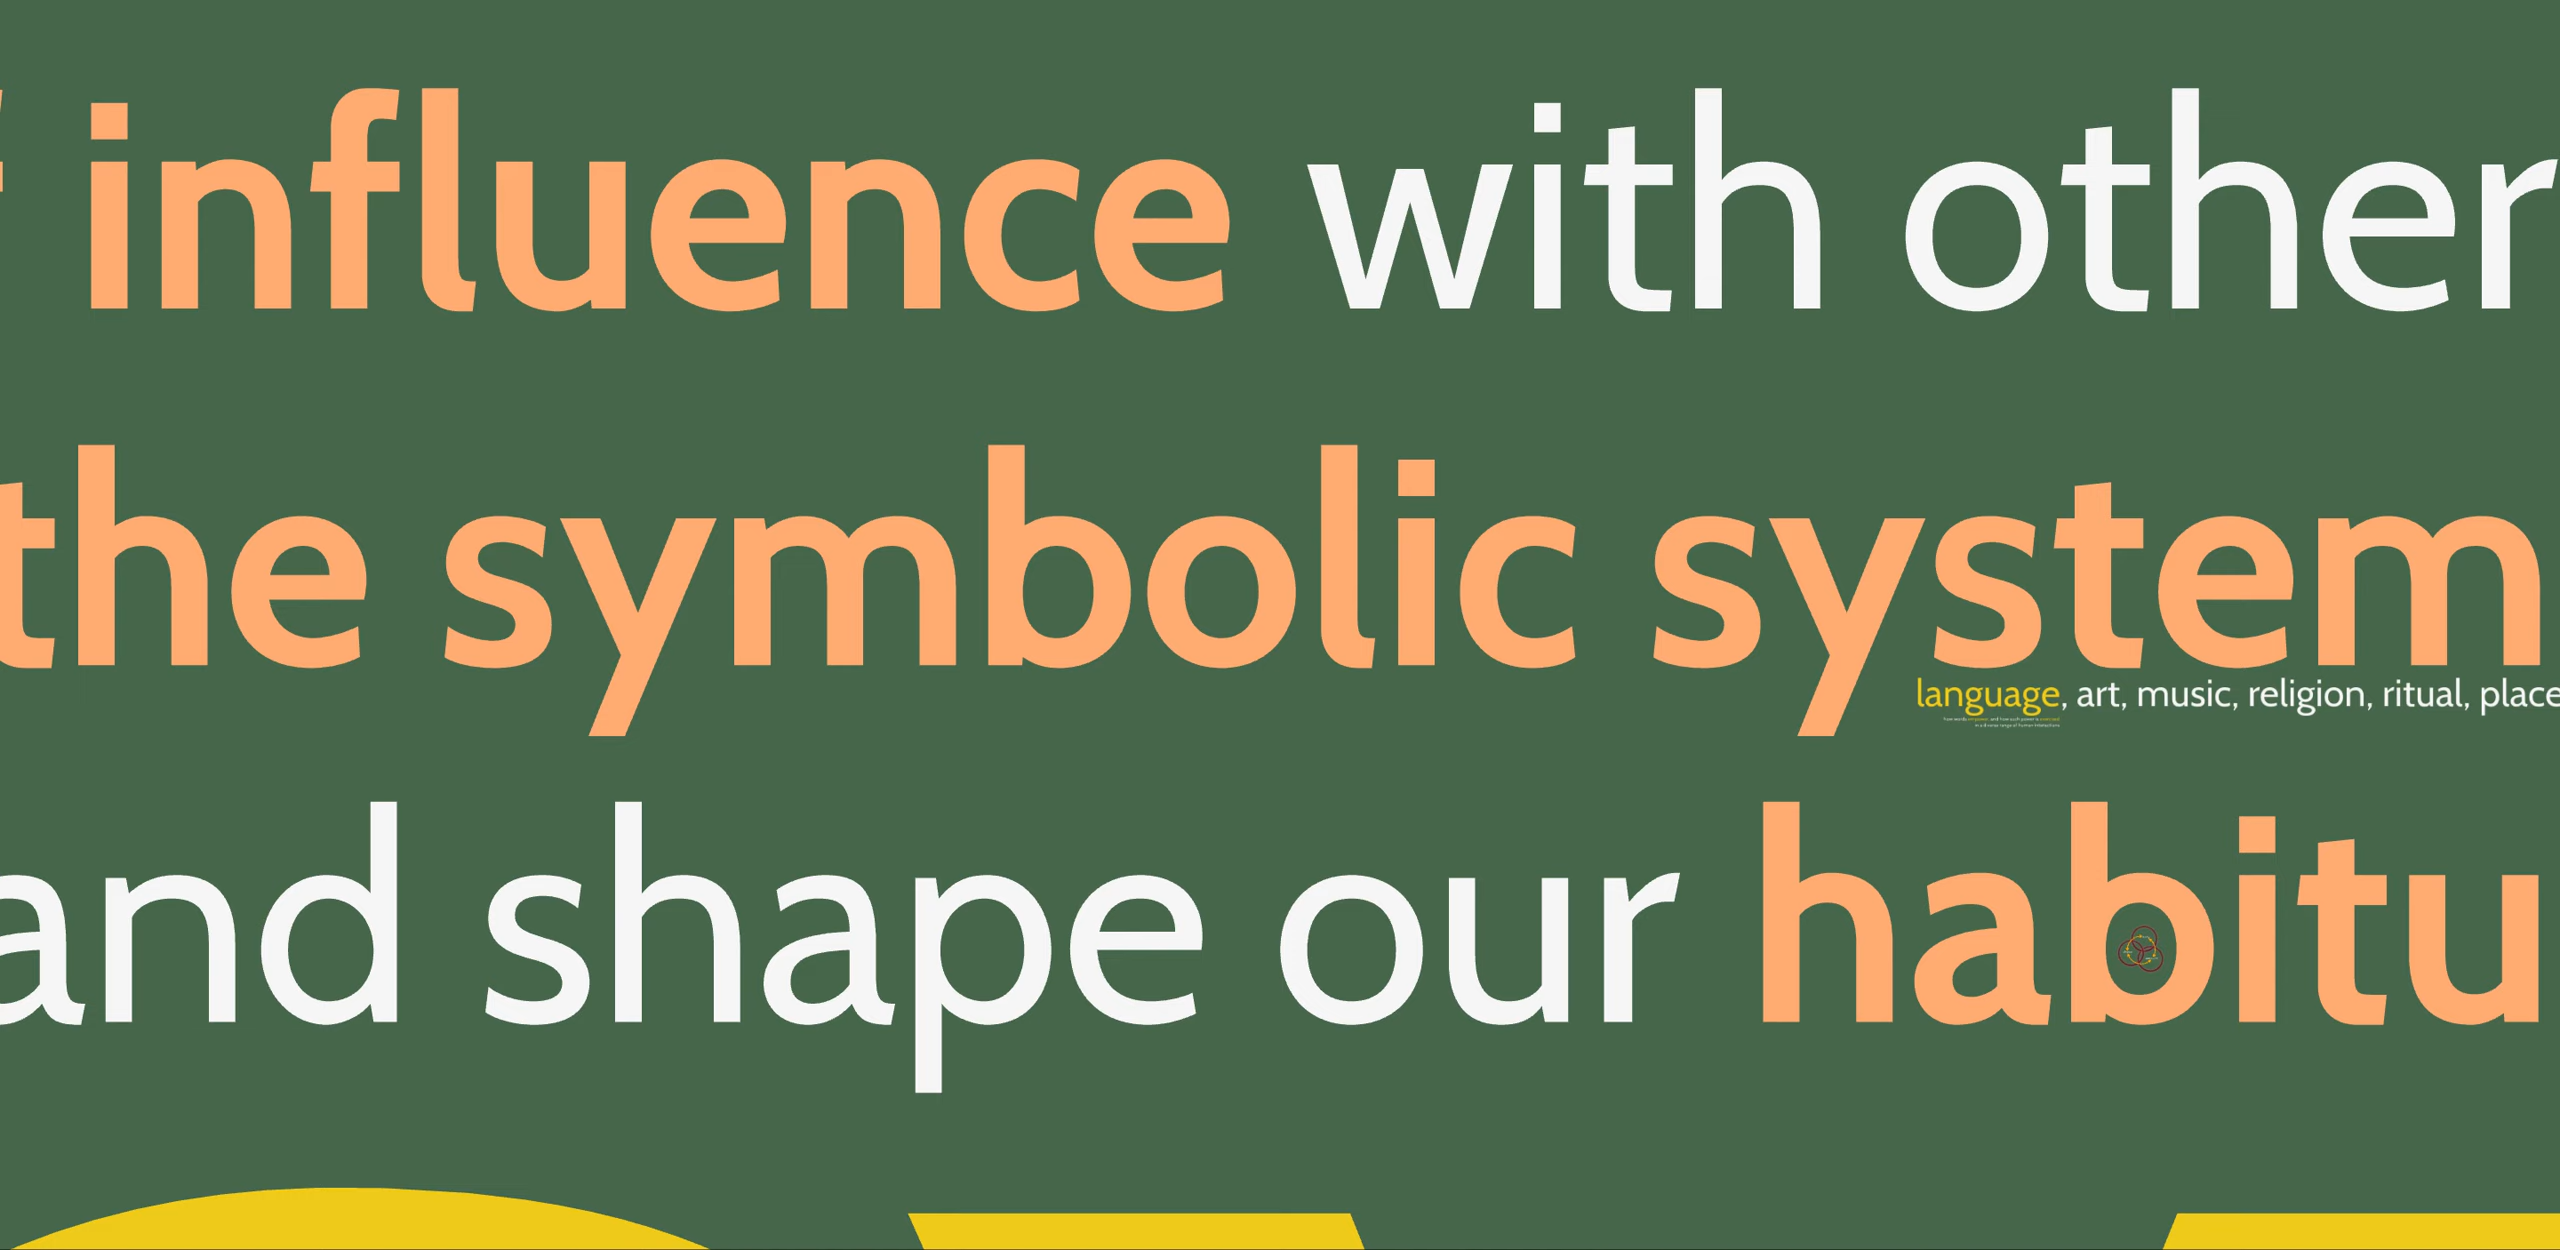 influence with other
the symbolic system
language, art, music, religion, ritual, place
and shape our habitu